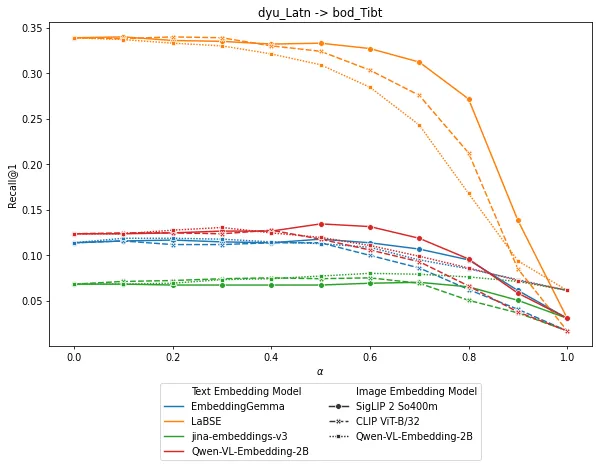 dyu_Latn -> bod_Tibt
Recall@1
0.35
0.30
0.25
0.20
0.15
0.10
0.05
0.0
0.2
0.4
0.6
0.8
1.0
α
Text Embedding Model
EmbeddingGemma
LaBSE
jina-embeddings-v3
Qwen-VL-Embedding-2B
Image Embedding Model
SigLIP 2 So400m
CLIP ViT-B/32
Qwen-VL-Embedding-2B